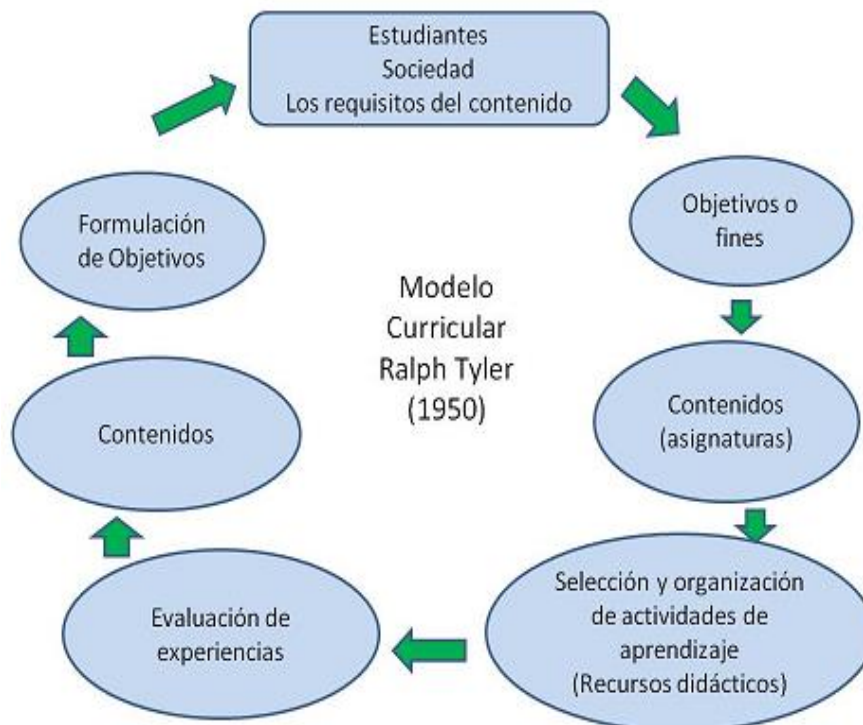 Estudiantes
Sociedad
Los requisitos del contenido
Objetivos o
fines
Contenidos
(asignaturas)
Selección y organización
de actividades de
aprendizaje
(Recursos didácticos)
Evaluación de
experiencias
Contenidos
Formulación
de Objetivos
Modelo
Curricular
Ralph Tyler
(1950)